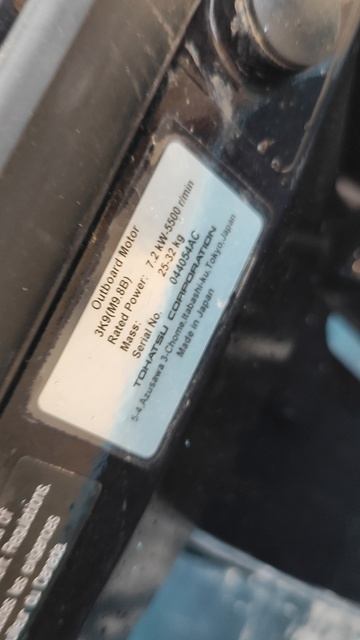 Outboard Motor
3K9(M9.8B)
Rated Power: 7.2 kW-5500 r/min
Mass: 25-32 kg
Serial No. 044054AC
TOHATSU CORPORATION
5-4,Azusawa 3-Chome,Itabashi-ku,Tokyo,Japan
Made in Japan